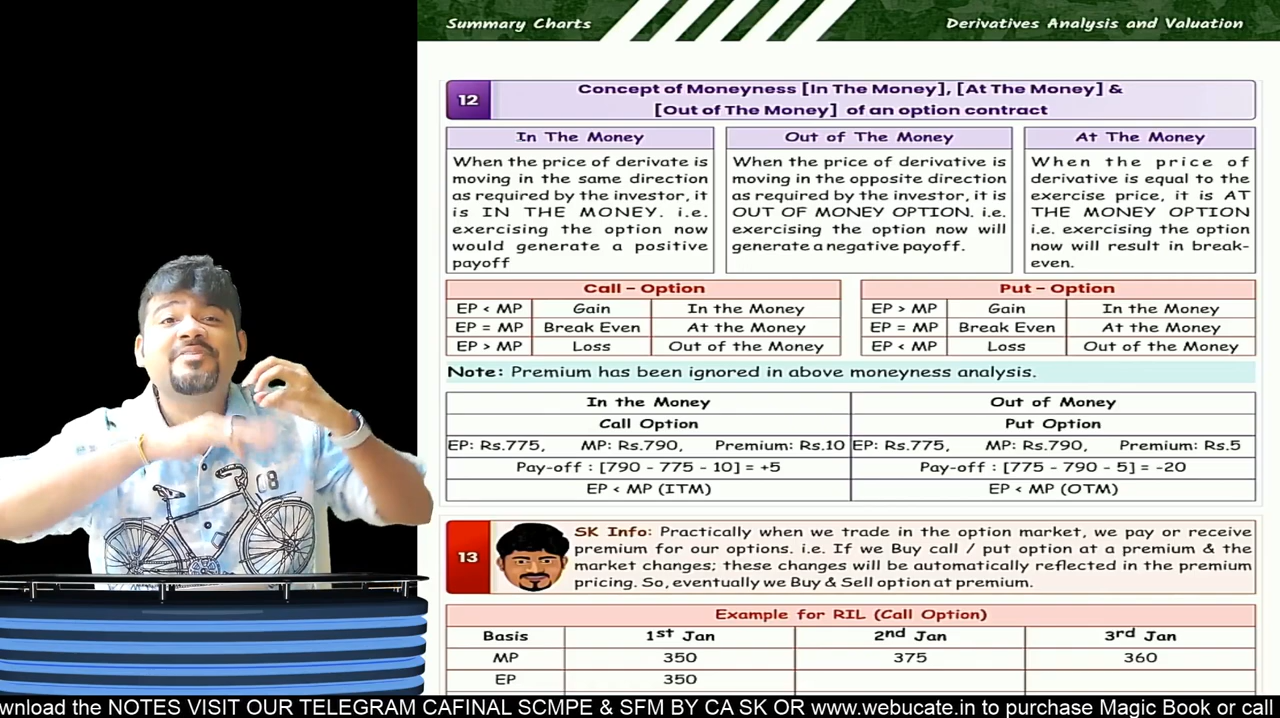 Summary Charts
Derivatives Analysis and Valuation
12
Concept of Moneyness [In The Money], [At The Money] &
[Out of The Money] of an option contract
In The Money
When the price of derivate is
moving in the same direction
as required by the investor, it
is IN THE MONEY. i.e.
exercising the option now
would generate a positive
payoff
Out of The Money
When the price of derivative is
moving in the opposite direction
as required by the investor, it is
OUT OF MONEY OPTION. i.e.
exercising the option now will
generate a negative payoff.
At The Money
When the price of
derivative is equal to the
exercise price, it is AT
THE MONEY OPTION
i.e. exercising the option
now will result in break-
even.
Call - Option
EP < MP Gain In the Money
EP = MP Break Even At the Money
EP > MP Loss Out of the Money
Put - Option
EP > MP Gain In the Money
EP = MP Break Even At the Money
EP < MP Loss Out of the Money
Note: Premium has been ignored in above moneyness analysis.
In the Money
Call Option
EP: Rs.775, MP: Rs.790, Premium: Rs.10
Pay-off : [790 - 775 - 10] = +5
EP < MP (ITM)
Out of Money
Put Option
EP: Rs.775, MP: Rs.790, Premium: Rs.5
Pay-off : [775 - 790 - 5] = -20
EP < MP (OTM)
13
SK Info: Practically when we trade in the option market, we pay or receive
premium for our options. i.e. If we Buy call / put option at a premium & the
market changes; these changes will be automatically reflected in the premium
pricing. So, eventually we Buy & Sell option at premium.
Example for RIL (Call Option)
Basis 1st Jan 2nd Jan 3rd Jan
MP 350 375 360
EP 350
08
wnload the NOTES VISIT OUR TELEGRAM CAFINAL SCMPE & SFM BY CA SK OR www.webucate.in to purchase Magic Book or call